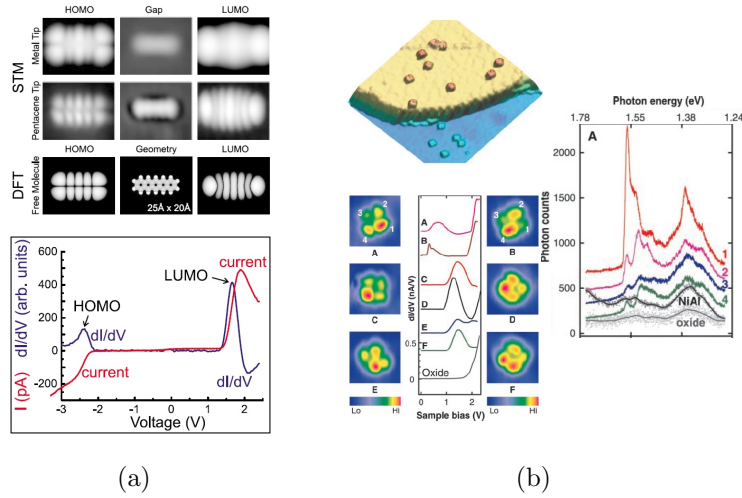 HOMO Gap LUMO
STM
Metal Tip
Pentacene Tip
HOMO Geometry LUMO
DFT
Free Molecule
25Å x 20Å
600
400
200
0
200
dI/dV (arb. units)
I (pA)
HOMO
dI/dV
current
LUMO
current
dI/dV
-3 -2 -1 0 1 2
Voltage (V)
(a)
3 2
1
4
A
3 2
1
4
B
C
D
E
F
A
B
C
D
E
F
Oxide
dI/dV (nA/V)
0.5
0
0 1 2
Sample bias (V)
Lo Hi
Lo Hi
Photon energy (eV)
1.78 1.55 1.38 1.24
A
Photon counts
2000
1500
1000
500
0
1
2
3
4
NiAl
oxide
(b)